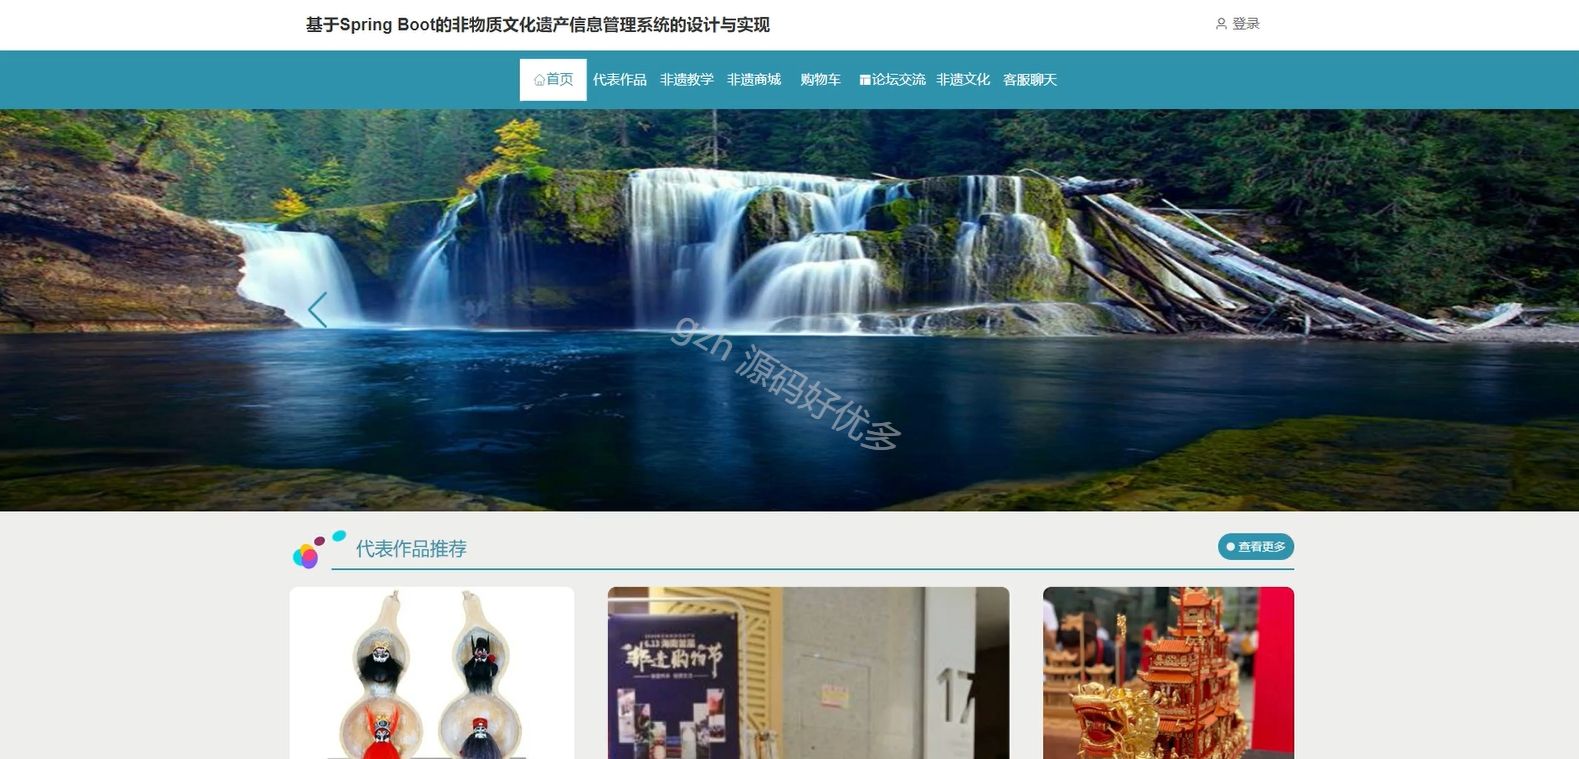 基于Spring Boot的非物质文化遗产信息管理系统的设计与实现
登录
首页 代表作品 非遗教学 非遗商城 购物车 论坛交流 非遗文化 客服聊天
gzh 源码好优多
代表作品推荐
查看更多
6.13 海南省第
非遗购物节
17